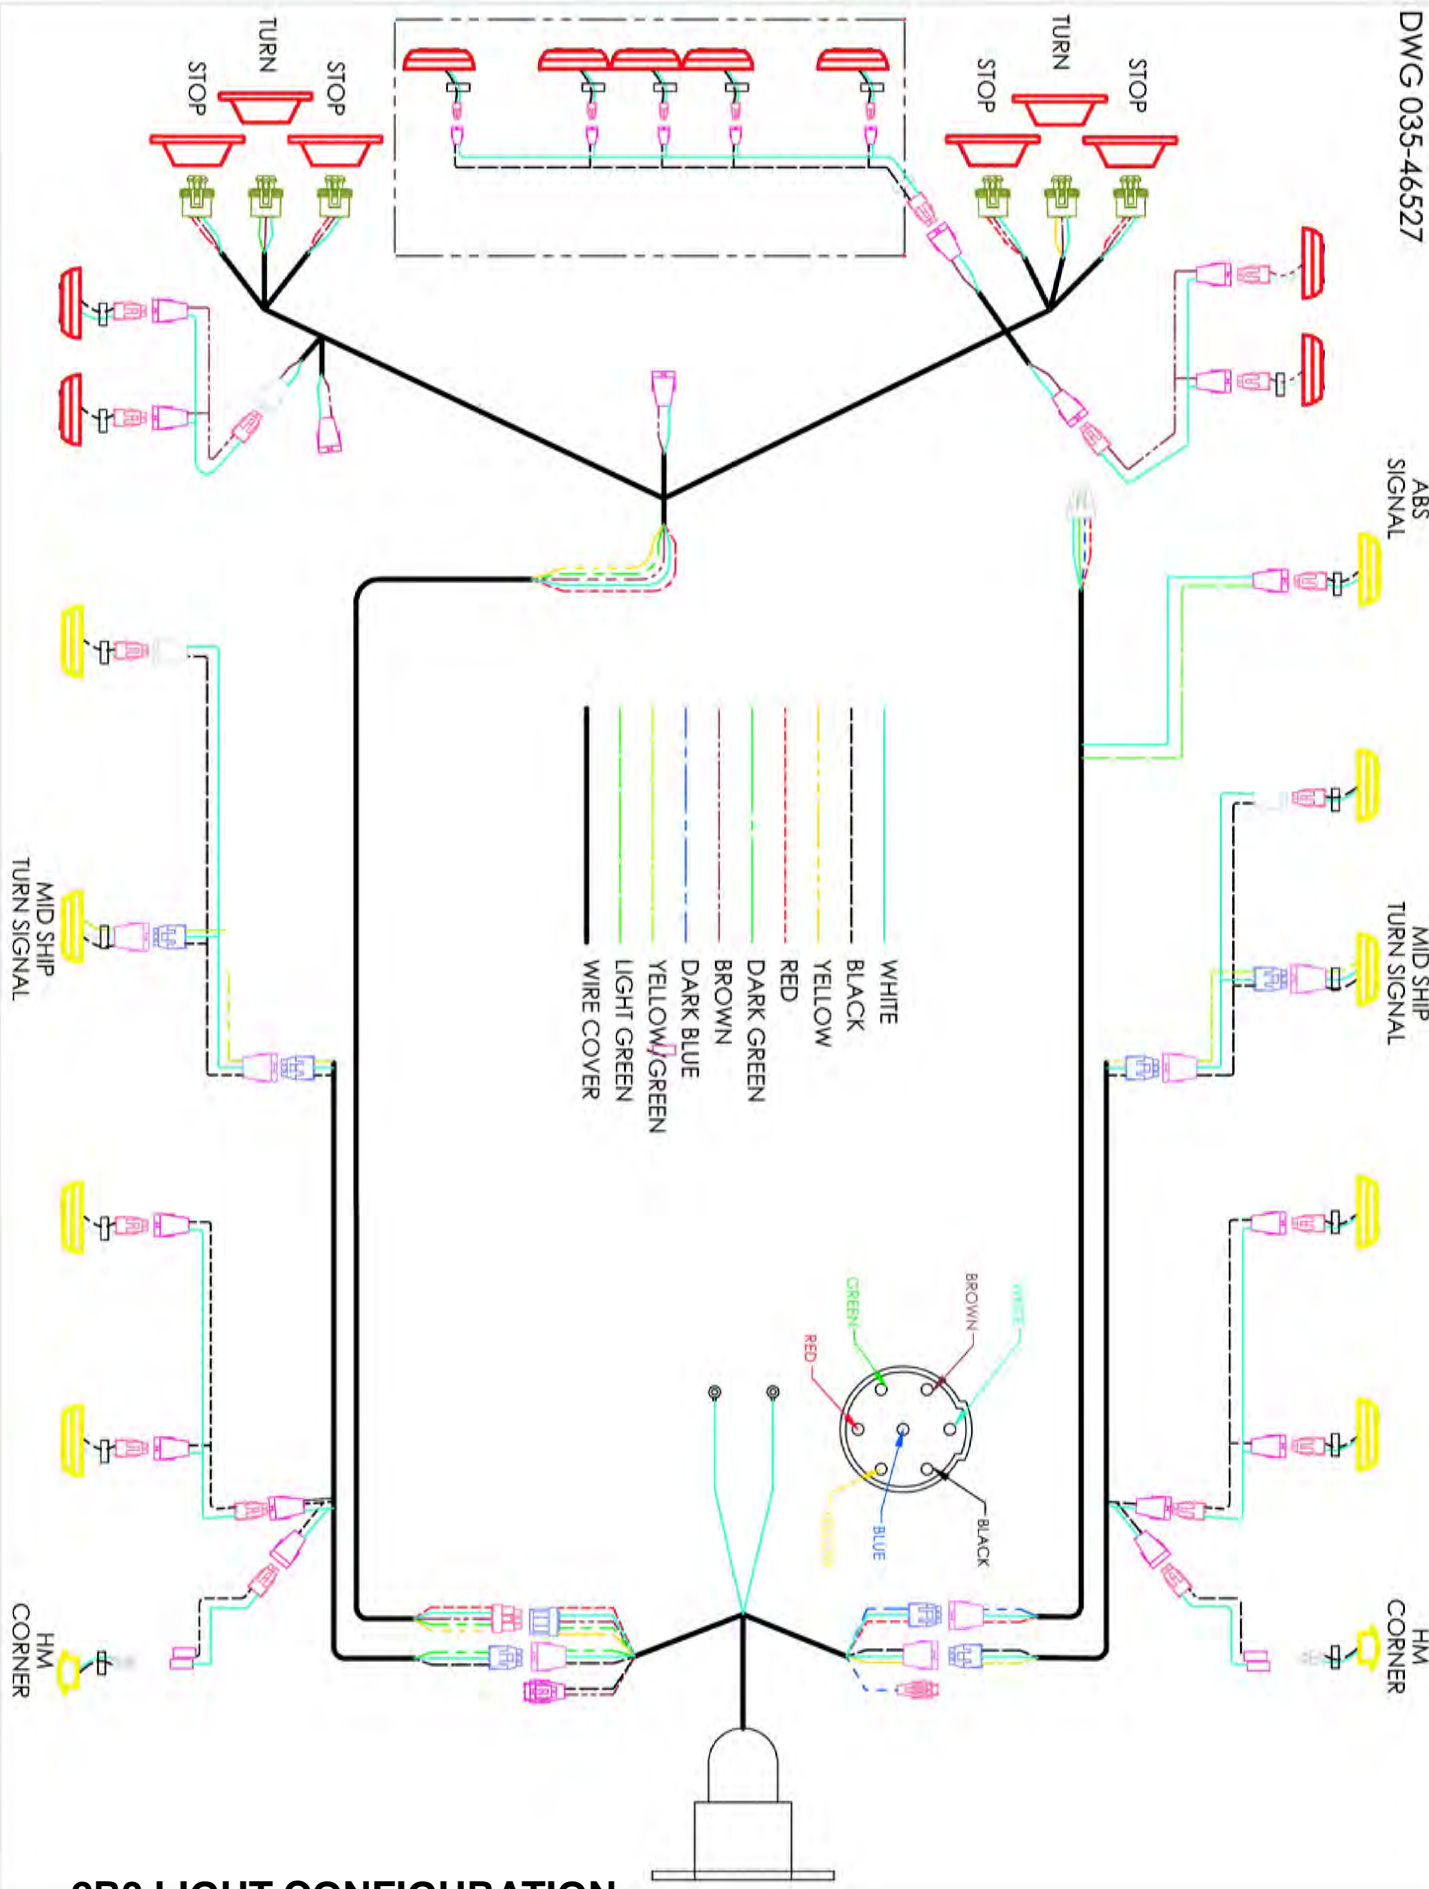 DWG 035-46527
STOP
TURN
STOP
STOP
TURN
STOP
ABS
SIGNAL
MID SHIP
TURN SIGNAL
HM
CORNER
WHITE
BLACK
YELLOW
RED
DARK GREEN
BROWN
DARK BLUE
YELLOW/GREEN
LIGHT GREEN
WIRE COVER
BROWN
GREEN
RED
BLUE
BLACK
MID SHIP
TURN SIGNAL
HM
CORNER
LIGHT CONFIGURATION